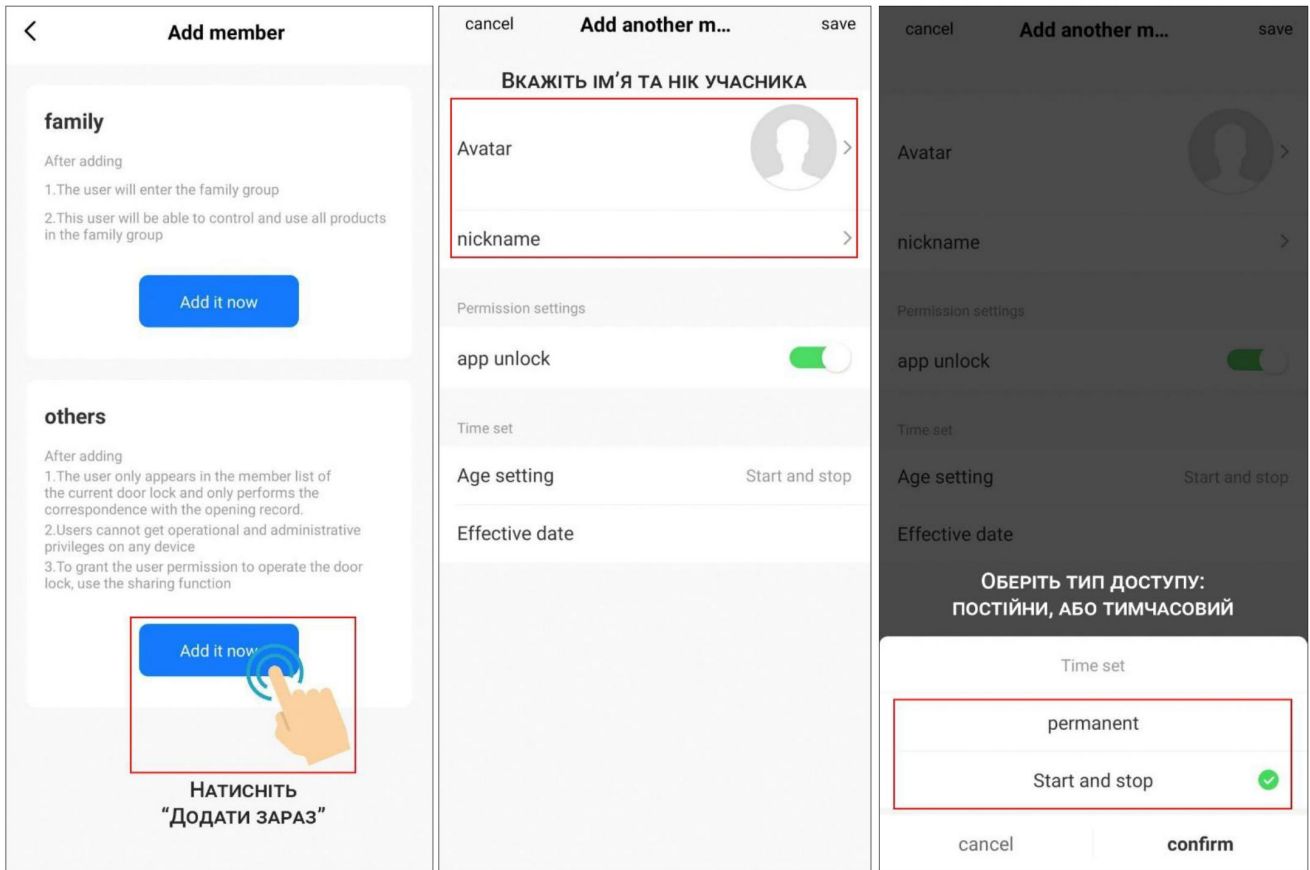 Add member
family
After adding
1.The user will enter the family group
2.This user will be able to control and use all products
in the family group
Add it now
others
After adding
1.The user only appears in the member list of
the current door lock and only performs the
correspondence with the opening record.
2.Users cannot get operational and administrative
privileges on any device
3.To grant the user permission to operate the door
lock, use the sharing function
Add it now
Натисніть
“Додати зараз”
cancel Add another m... save
Вкажіть ім’я та нік учасника
Avatar
nickname
Permission settings
app unlock
Time set
Age setting Start and stop
Effective date
cancel Add another m... save
Avatar
nickname
Permission settings
app unlock
Time set
Age setting Start and stop
Effective date
Оберіть тип доступу:
постійни, або тимчасовий
Time set
permanent
Start and stop
cancel confirm